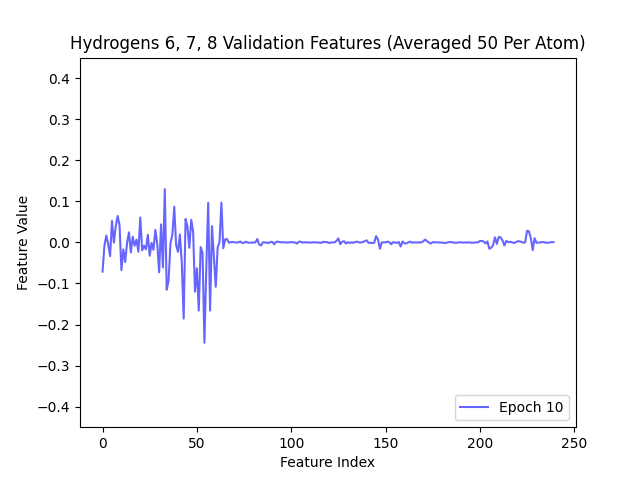 Hydrogens 6, 7, 8 Validation Features (Averaged 50 Per Atom)
0.4
0.3
0.2
0.1
0.0
−0.1
−0.2
−0.3
−0.4
Feature Value
Epoch 10
0 50 100 150 200 250
Feature Index